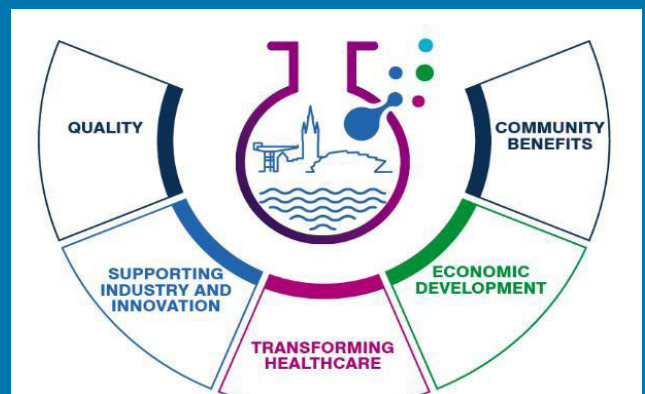 QUALITY
SUPPORTING
INDUSTRY AND
INNOVATION
TRANSFORMING
HEALTHCARE
ECONOMIC
DEVELOPMENT
COMMUNITY
BENEFITS